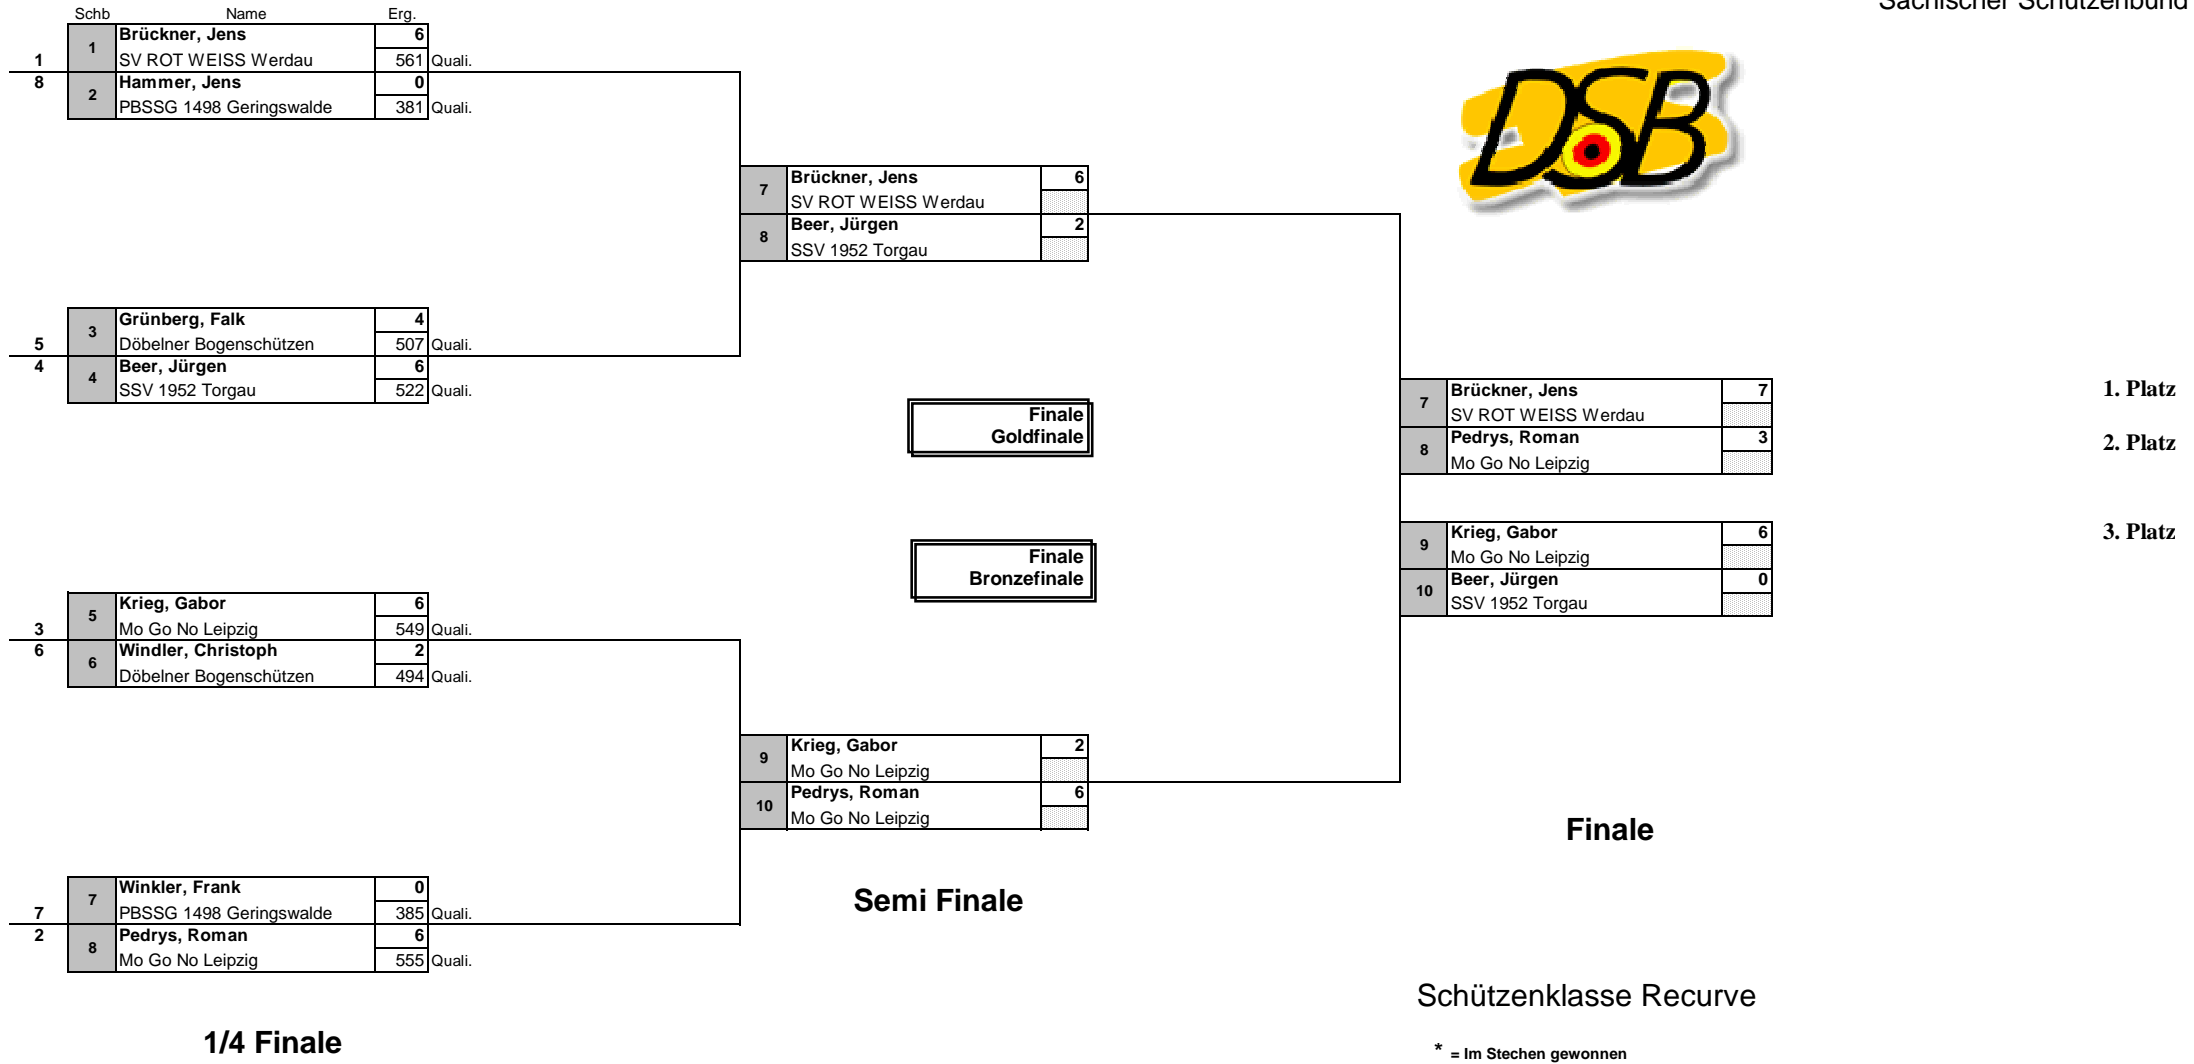 Sächischer Schützenbund
Schb Name Erg.
1 Brückner, Jens 6
1 SV ROT WEISS Werdau 561 Quali.
8 Hammer, Jens 0
2 PBSSG 1498 Geringswalde 381 Quali.
DSB
7 Brückner, Jens 6
SV ROT WEISS Werdau
8 Beer, Jürgen 2
SSV 1952 Torgau
3 Grünberg, Falk 4
5 Döbelner Bogenschützen 507 Quali.
4 Beer, Jürgen 6
4 SSV 1952 Torgau 522 Quali.
Finale
Goldfinale
7 Brückner, Jens 7 1. Platz
SV ROT WEISS Werdau
8 Pedrys, Roman 3 2. Platz
Mo Go No Leipzig
Finale
Bronzefinale
9 Krieg, Gabor 6 3. Platz
Mo Go No Leipzig
10 Beer, Jürgen 0
SSV 1952 Torgau
5 Krieg, Gabor 6
3 Mo Go No Leipzig 549 Quali.
6 Windler, Christoph 2
6 Döbelner Bogenschützen 494 Quali.
9 Krieg, Gabor 2
Mo Go No Leipzig
10 Pedrys, Roman 6
Mo Go No Leipzig
Finale
7 Winkler, Frank 0
7 PBSSG 1498 Geringswalde 385 Quali.
2 Pedrys, Roman 6
8 Mo Go No Leipzig 555 Quali.
Semi Finale
Schützenklasse Recurve
1/4 Finale
* = Im Stechen gewonnen